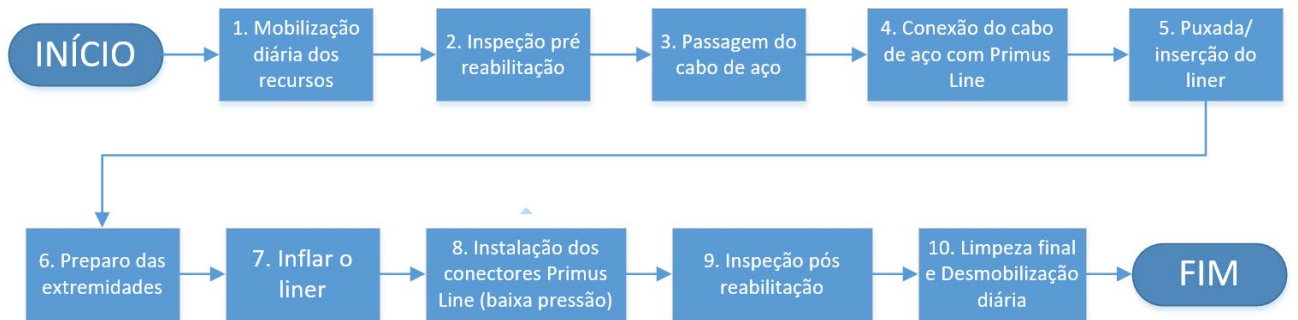 INÍCIO
1. Mobilização
diária dos
recursos
2. Inspeção pré
reabilitação
3. Passagem do
cabo de aço
4. Conexão do cabo
de aço com Primus
Line
5. Puxada/
inserção do
liner
6. Preparo das
extremidades
7. Inflar o
liner
8. Instalação dos
conectores Primus
Line (baixa pressão)
9. Inspeção pós
reabilitação
10. Limpeza final
e Desmobilização
diária
FIM